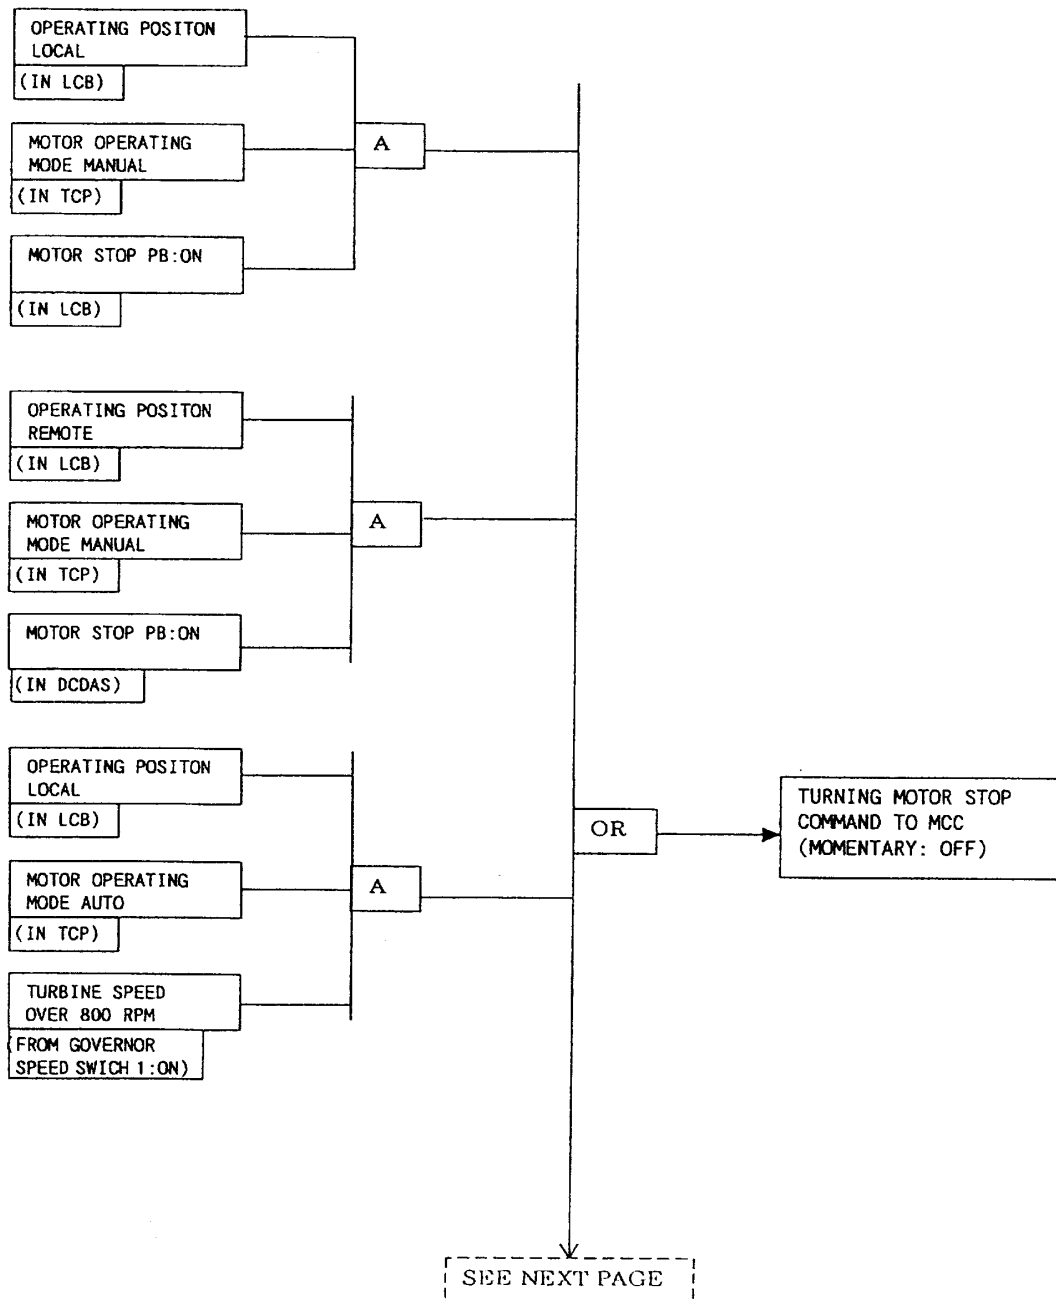 OPERATING POSITON
LOCAL
(IN LCB)
MOTOR OPERATING
MODE MANUAL
(IN TCP)
A
MOTOR STOP PB:ON
(IN LCB)
OPERATING POSITON
REMOTE
(IN LCB)
MOTOR OPERATING
MODE MANUAL
(IN TCP)
A
MOTOR STOP PB:ON
(IN DCDAS)
OPERATING POSITON
LOCAL
(IN LCB)
MOTOR OPERATING
MODE AUTO
(IN TCP)
A
TURBINE SPEED
OVER 800 RPM
(FROM GOVERNOR
SPEED SWICH 1:ON)
OR
TURNING MOTOR STOP
COMMAND TO MCC
(MOMENTARY: OFF)
SEE NEXT PAGE